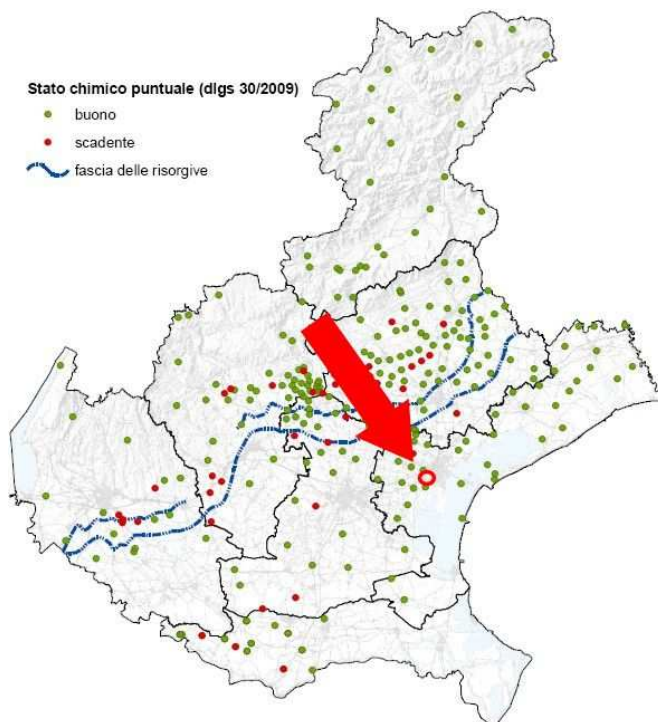 Stato chimico puntuale (dlgs 30/2009)
buono
scadente
fascia delle risorgive